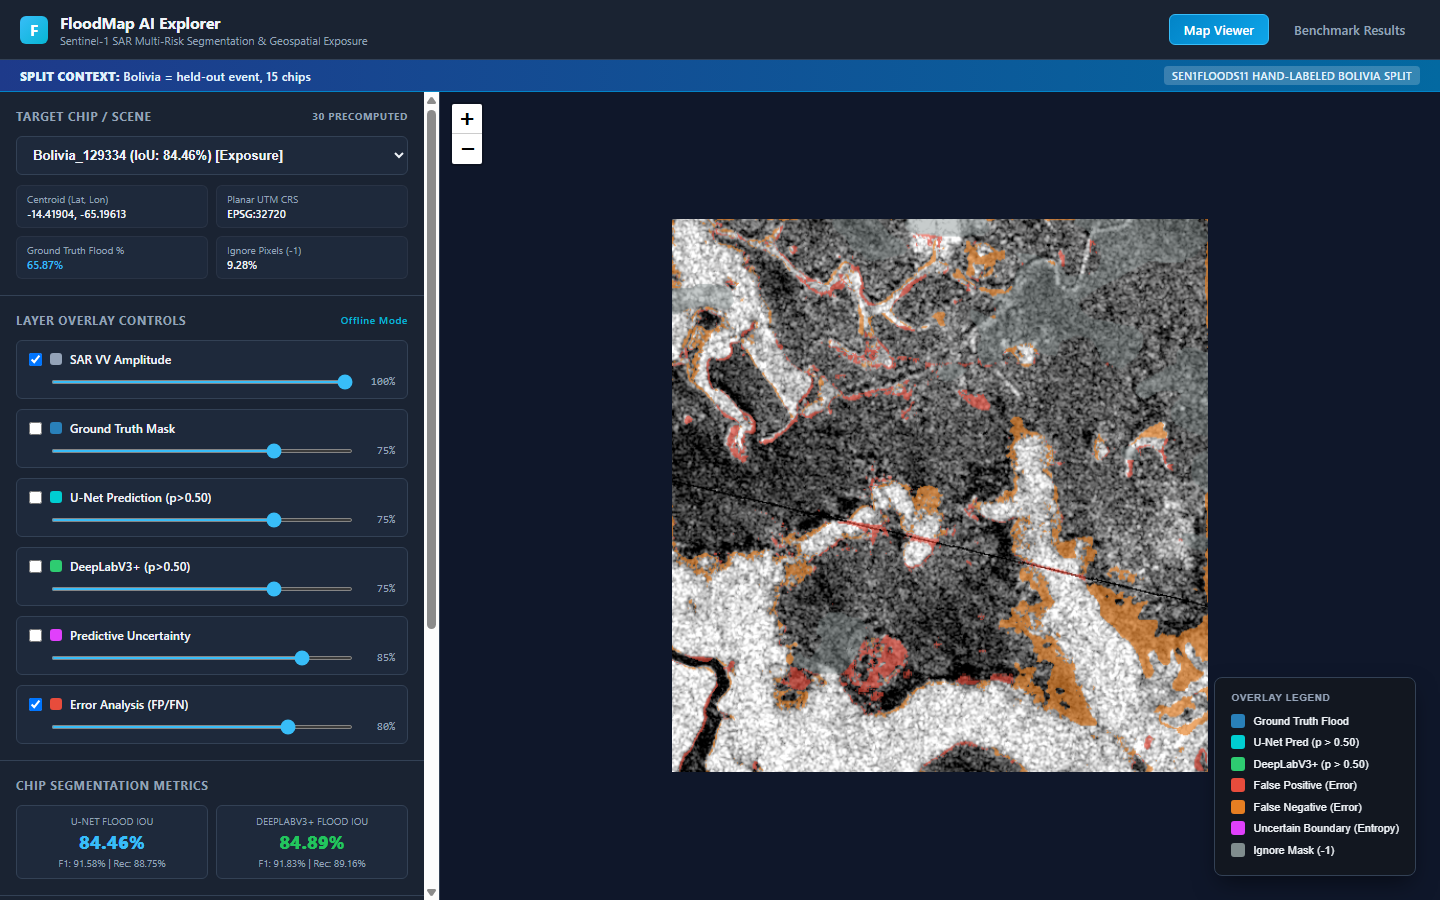 F
FloodMap AI Explorer
Sentinel-1 SAR Multi-Risk Segmentation & Geospatial Exposure
Map Viewer
Benchmark Results
SPLIT CONTEXT: Bolivia = held-out event, 15 chips
SEN1FLOODS11 HAND-LABELED BOLIVIA SPLIT
TARGET CHIP / SCENE
30 PRECOMPUTED
Bolivia_129334 (IoU: 84.46%) [Exposure]
Centroid (Lat, Lon)
-14.41904, -65.19613
Planar UTM CRS
EPSG:32720
Ground Truth Flood %
65.87%
Ignore Pixels (-1)
9.28%
LAYER OVERLAY CONTROLS
Offline Mode
SAR VV Amplitude
100%
Ground Truth Mask
75%
U-Net Prediction (p>0.50)
75%
DeepLabV3+ (p>0.50)
75%
Predictive Uncertainty
85%
Error Analysis (FP/FN)
80%
CHIP SEGMENTATION METRICS
U-NET FLOOD IOU
84.46%
F1: 91.58% | Rec: 88.75%
DEEPLABV3+ FLOOD IOU
84.89%
F1: 91.83% | Rec: 89.16%
+
−
OVERLAY LEGEND
Ground Truth Flood
U-Net Pred (p > 0.50)
DeepLabV3+ (p > 0.50)
False Positive (Error)
False Negative (Error)
Uncertain Boundary (Entropy)
Ignore Mask (-1)